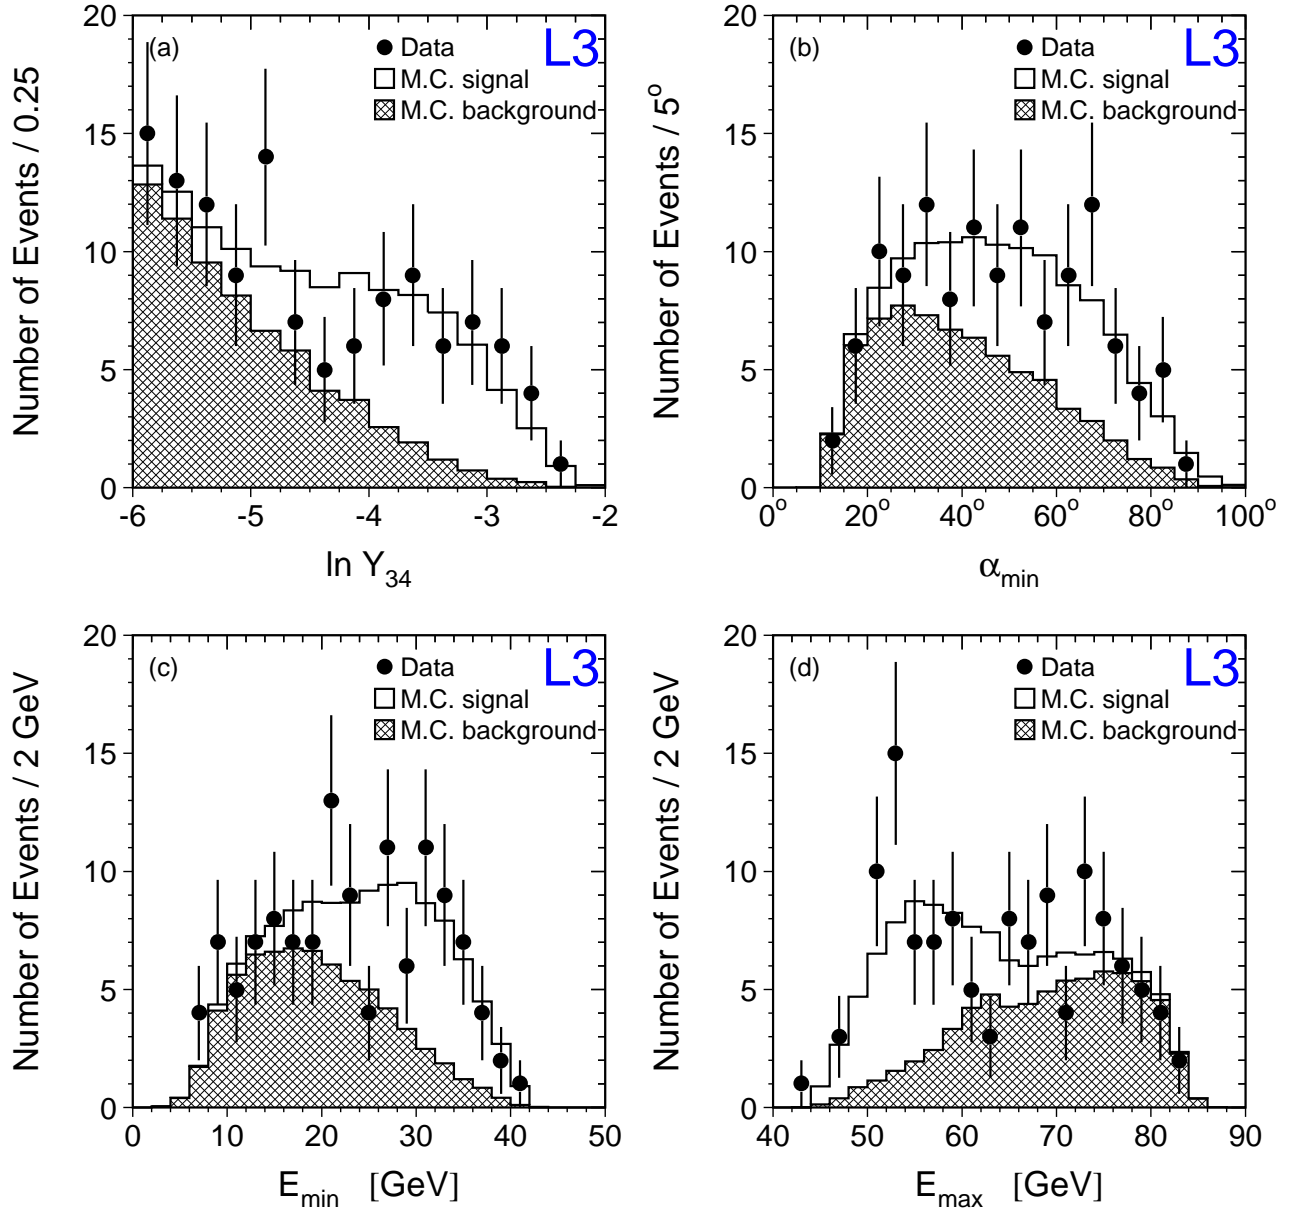 (a)
L3
Data
M.C. signal
M.C. background
Number of Events / 0.25
20
15
10
5
0
-6 -5 -4 -3 -2
ln Y34
(b)
L3
Data
M.C. signal
M.C. background
Number of Events / 5°
20
15
10
5
0
0° 20° 40° 60° 80° 100°
αmin
(c)
L3
Data
M.C. signal
M.C. background
Number of Events / 2 GeV
20
15
10
5
0
0 10 20 30 40 50
Emin [GeV]
(d)
L3
Data
M.C. signal
M.C. background
Number of Events / 2 GeV
20
15
10
5
0
40 50 60 70 80 90
Emax [GeV]